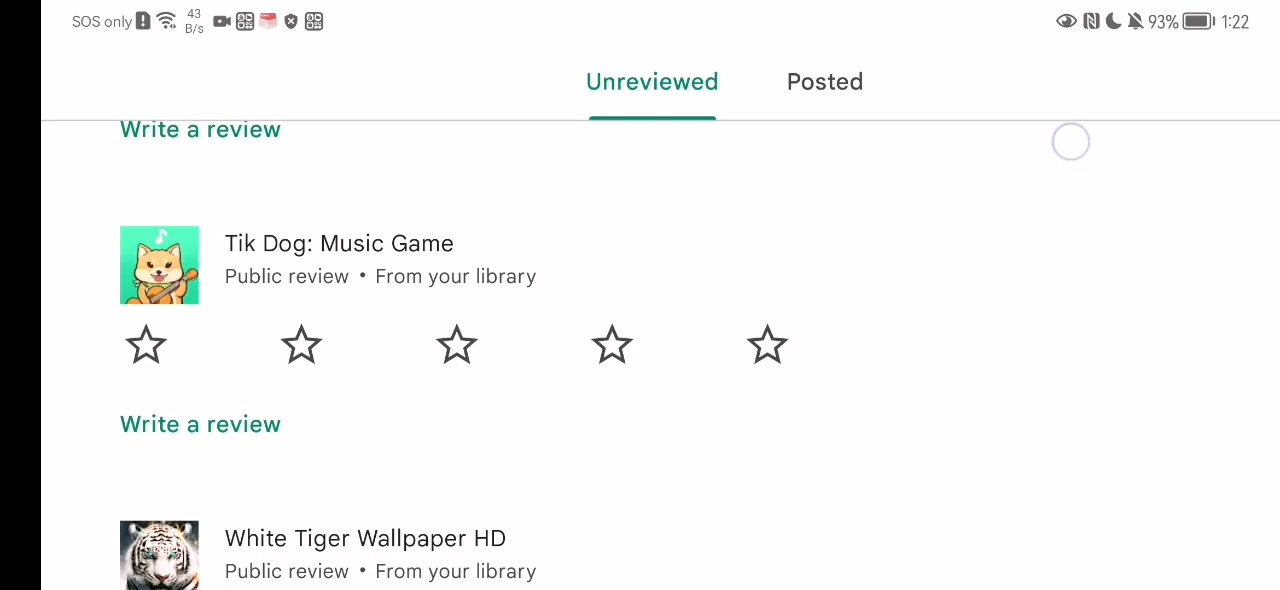 SOS only 43 B/s 93% 1:22
Unreviewed Posted
Write a review
Tik Dog: Music Game
Public review • From your library
Write a review
White Tiger Wallpaper HD
Public review • From your library